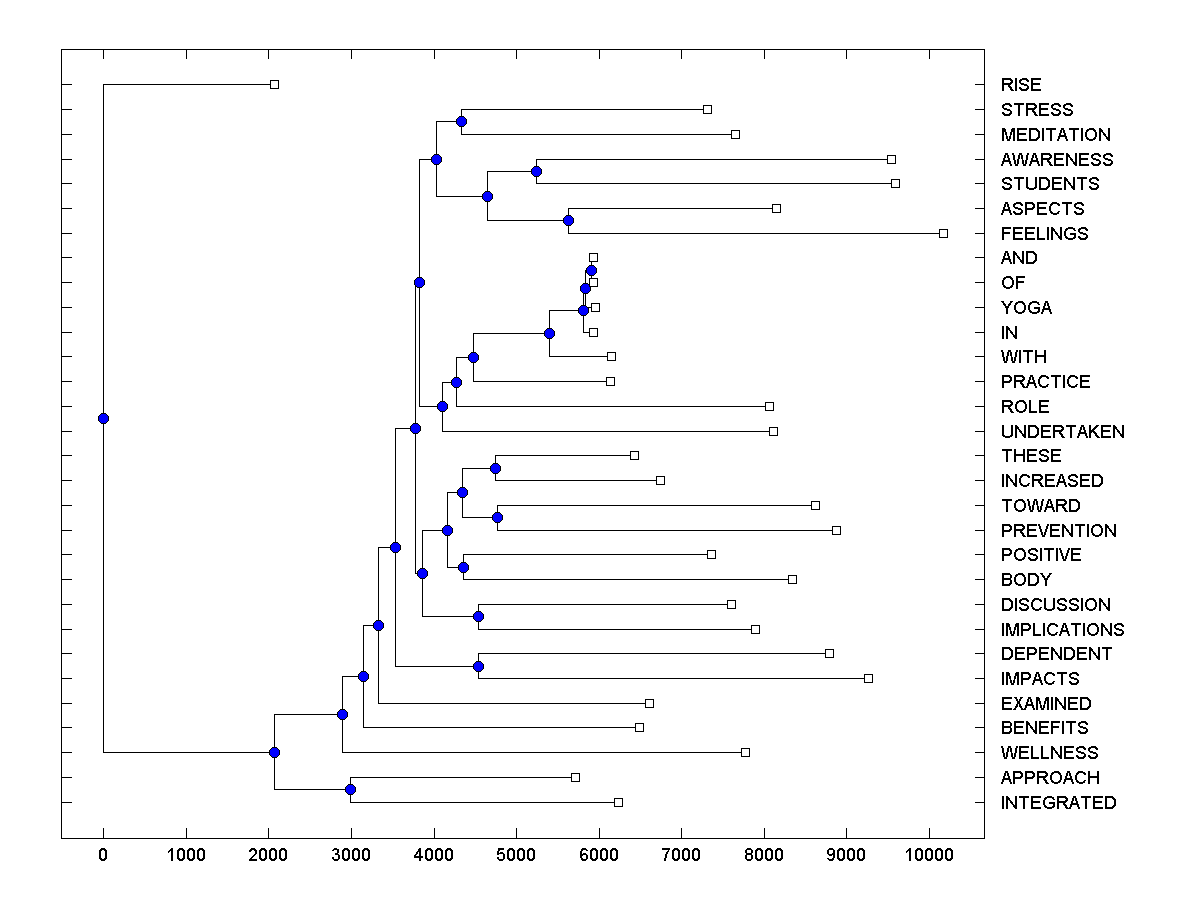 RISE
STRESS
MEDITATION
AWARENESS
STUDENTS
ASPECTS
FEELINGS
AND
OF
YOGA
IN
WITH
PRACTICE
ROLE
UNDERTAKEN
THESE
INCREASED
TOWARD
PREVENTION
POSITIVE
BODY
DISCUSSION
IMPLICATIONS
DEPENDENT
IMPACTS
EXAMINED
BENEFITS
WELLNESS
APPROACH
INTEGRATED
0 1000 2000 3000 4000 5000 6000 7000 8000 9000 10000